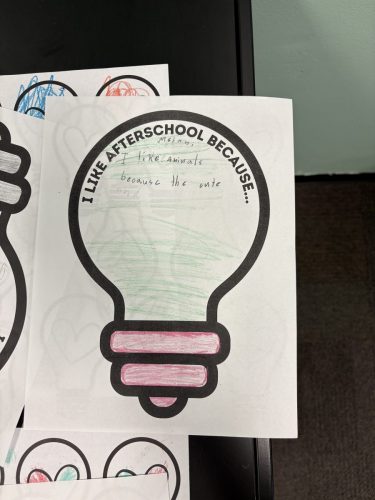 I LIKE AFTERSCHOOL BECAUSE...
I like animals
because the cute